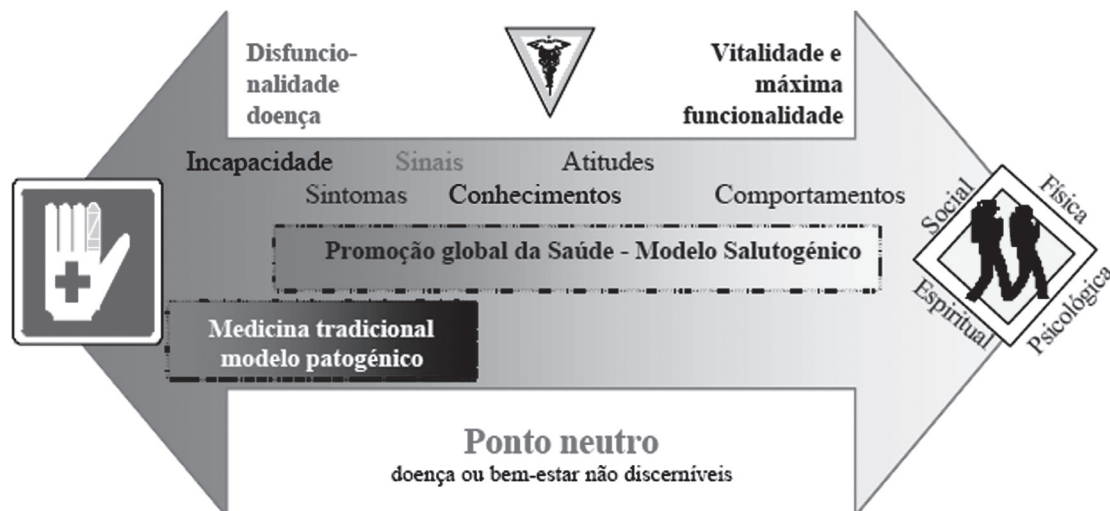 Disfuncio-
nalidade
doença
Vitalidade e
máxima
funcionalidade
Incapacidade Sinais Atitudes
Sintomas Conhecimentos Comportamentos
Promoção global da Saúde - Modelo Salutogénico
Medicina tradicional
modelo patogénico
Social
Física
Espiritual
Psicológica
Ponto neutro
doença ou bem-estar não discerníveis